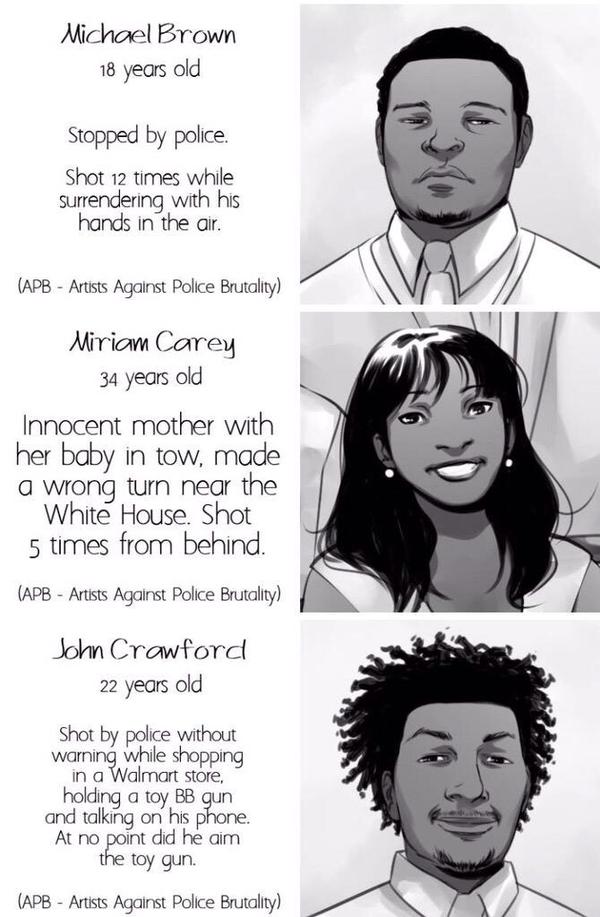 Michael Brown
18 years old
Stopped by police.
Shot 12 times while
surrendering with his
hands in the air.
(APB - Artists Against Police Brutality)
Miriam Carey
34 years old
Innocent mother with
her baby in tow, made
a wrong turn near the
White House. Shot
5 times from behind.
(APB - Artists Against Police Brutality)
John Crawford
22 years old
Shot by police without
warning while shopping
in a Walmart store,
holding a toy BB gun
and talking on his phone.
At no point did he aim
the toy gun.
(APB - Artists Against Police Brutality)